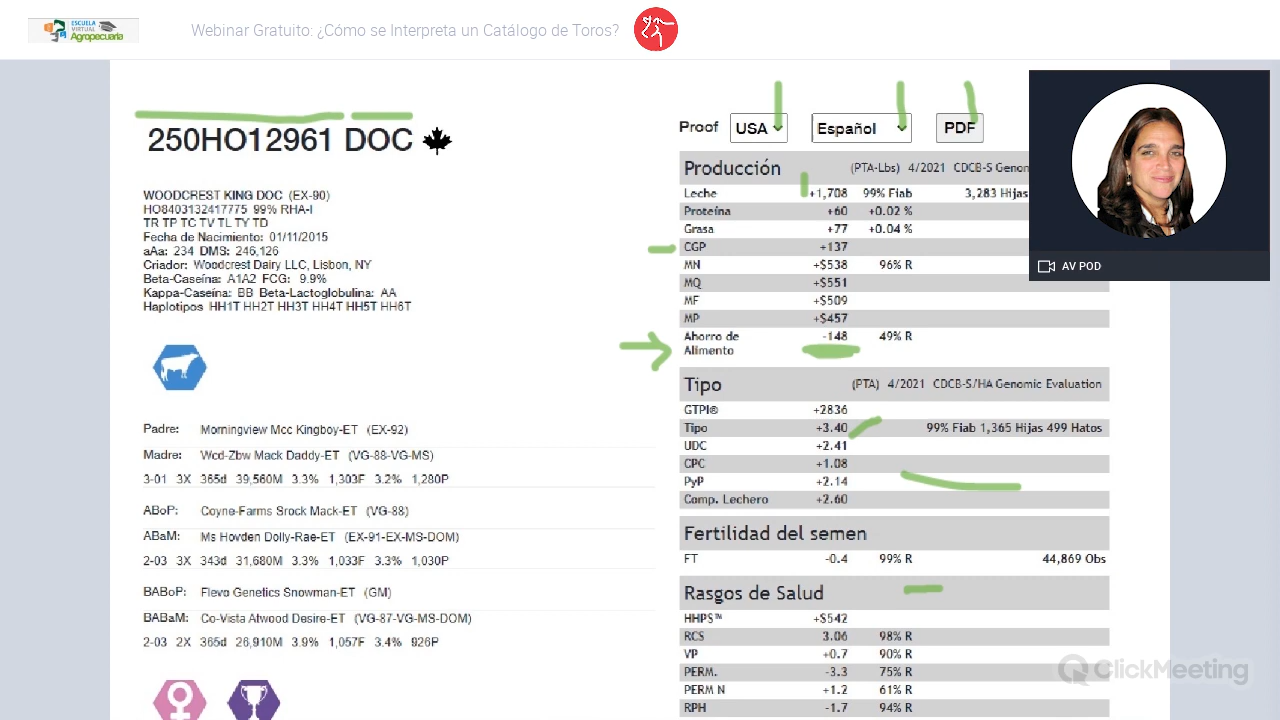 ESCUELA
VIRTUAL
Agropecuaria
Webinar Gratuito: ¿Cómo se Interpreta un Catálogo de Toros?
250HO12961 DOC
WOODCREST KING DOC (EX-90)
HO8403132417775 99% RHA-I
TR TP TC TV TL TY TD
Fecha de Nacimiento: 01/11/2015
aAa: 234 DMS: 246,126
Criador: Woodcrest Dairy LLC, Lisbon, NY
Beta-Caseína: A1A2 FCG: 9.9%
Kappa-Caseína: BB Beta-Lactoglobulina: AA
Haplotipos HH1T HH2T HH3T HH4T HH5T HH6T
Padre: Morningview Mcc Kingboy-ET (EX-92)
Madre: Wcd-Zbw Mack Daddy-ET (VG-88-VG-MS)
3-01 3X 365d 39,560M 3.3% 1,303F 3.2% 1,280P
ABoP: Coyne-Farms Srock Mack-ET (VG-88)
ABaM: Ms Hovden Dolly-Rae-ET (EX-91-EX-MS-DOM)
2-03 3X 343d 31,680M 3.3% 1,033F 3.3% 1,030P
BABoP: Flevo Genetics Snowman-ET (GM)
BABaM: Co-Vista Atwood Desire-ET (VG-87-VG-MS-DOM)
2-03 2X 365d 26,910M 3.9% 1,057F 3.4% 926P
Proof USA Español PDF
Producción (PTA-Lbs) 4/2021 CDCB-S Genom
Leche +1,708 99% Fiab 3,283 Hijas
Proteína +60 +0.02 %
Grasa +77 +0.04 %
CGP +137
MN +$538 96% R
MQ +$551
MF +$509
MP +$457
Ahorro de Alimento -148 49% R
Tipo (PTA) 4/2021 CDCB-S/HA Genomic Evaluation
GTPI® +2836
Tipo +3.40 99% Fiab 1,365 Hijas 499 Hatos
UDC +2.41
CPC +1.08
PyP +2.14
Comp. Lechero +2.60
Fertilidad del semen
FT -0.4 99% R 44,869 Obs
Rasgos de Salud
HHPS™ +$542
RCS 3.06 98% R
VP +0.7 90% R
PERM. -3.3 75% R
PERM N +1.2 61% R
RPH -1.7 94% R
AV POD
ClickMeeting